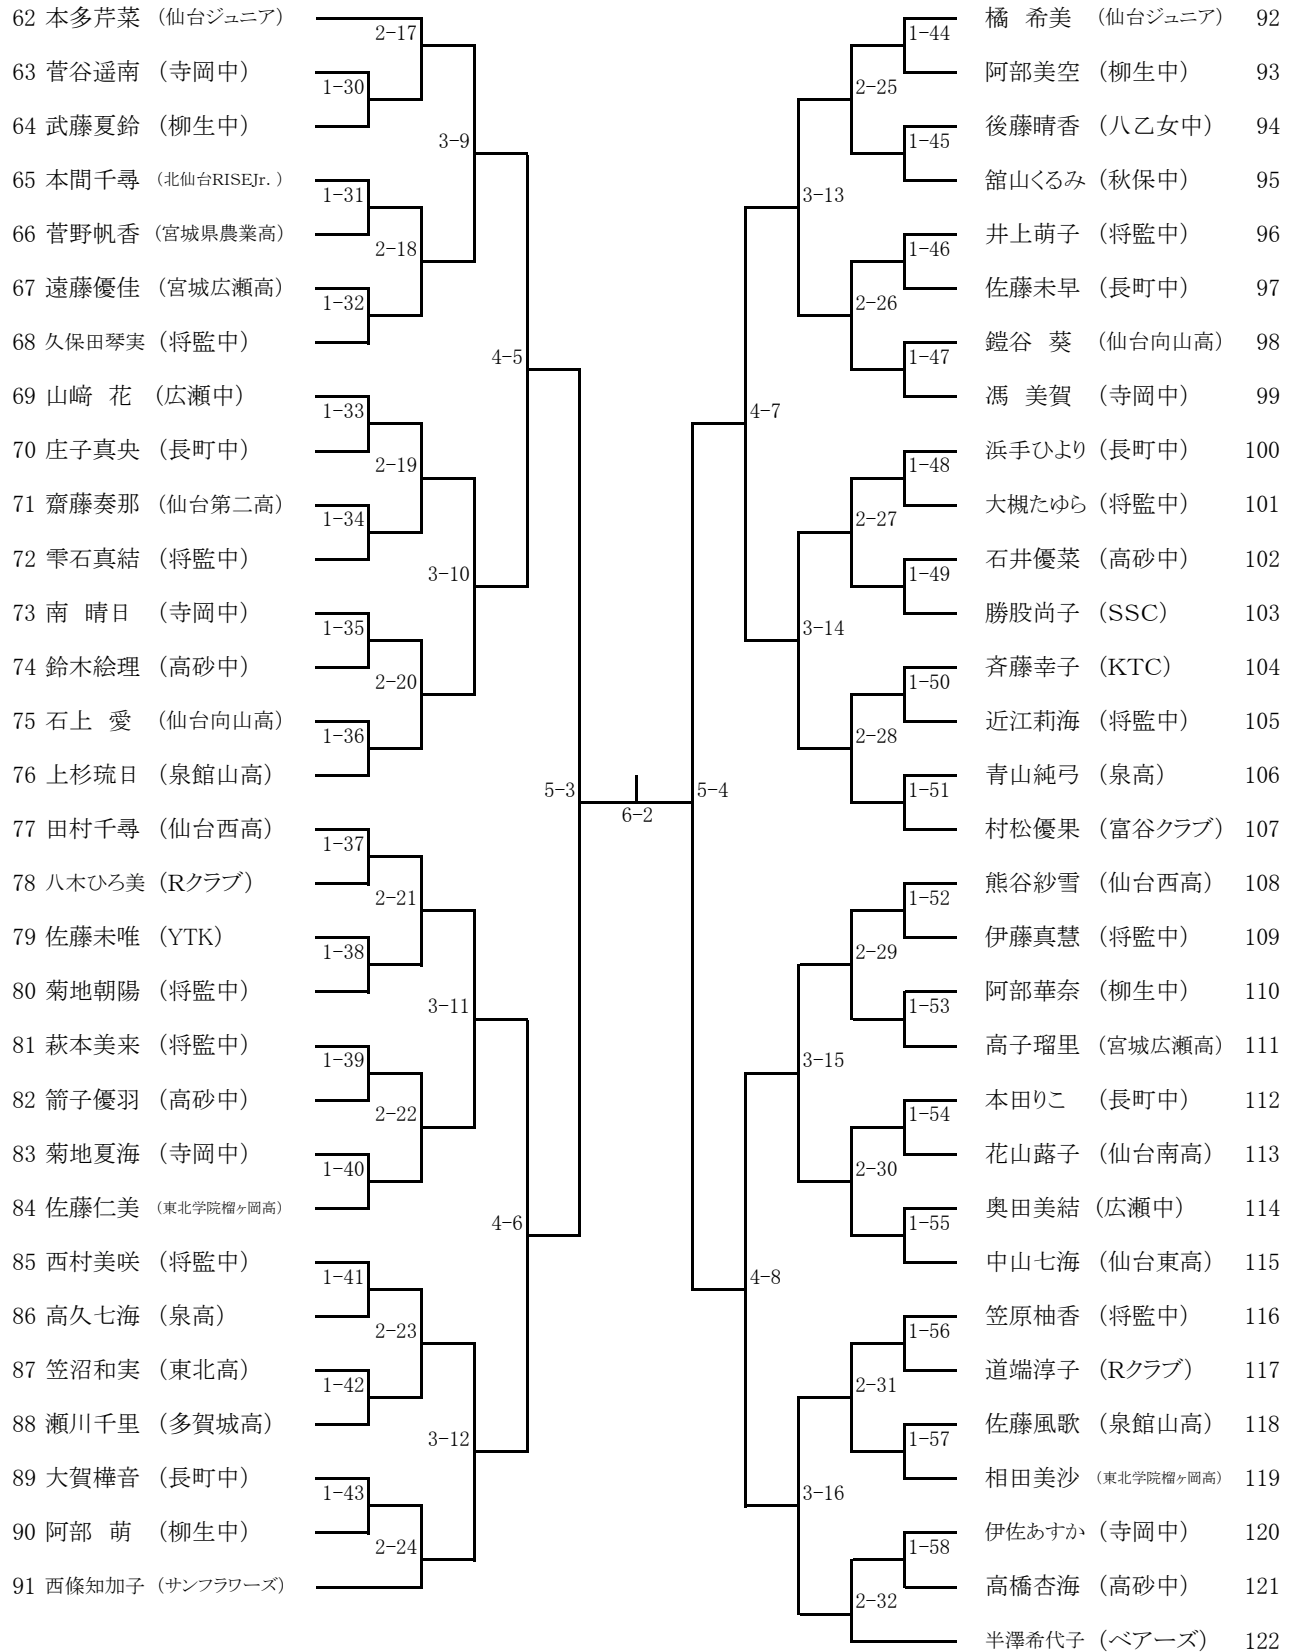 62 本多芹菜 （仙台ジュニア）
63 菅谷遥南 （寺岡中）
64 武藤夏鈴 （柳生中）
65 本間千尋 （北仙台RISEJr.）
66 菅野帆香 （宮城県農業高）
67 遠藤優佳 （宮城広瀬高）
68 久保田琴実 （将監中）
69 山﨑 花 （広瀬中）
70 庄子真央 （長町中）
71 齋藤奏那 （仙台第二高）
72 雫石真結 （将監中）
73 南 晴日 （寺岡中）
74 鈴木絵理 （高砂中）
75 石上 愛 （仙台向山高）
76 上杉琉日 （泉館山高）
77 田村千尋 （仙台西高）
78 八木ひろ美 （Rクラブ）
79 佐藤未唯 （YTK）
80 菊地朝陽 （将監中）
81 萩本美来 （将監中）
82 箭子優羽 （高砂中）
83 菊地夏海 （寺岡中）
84 佐藤仁美 （東北学院榴ヶ岡高）
85 西村美咲 （将監中）
86 高久七海 （泉高）
87 笠沼和実 （東北高）
88 瀬川千里 （多賀城高）
89 大賀樺音 （長町中）
90 阿部 萌 （柳生中）
91 西條知加子 （サンフラワーズ）
1-30
1-31
1-32
1-33
1-34
1-35
1-36
1-37
1-38
1-39
1-40
1-41
1-42
1-43
2-17
2-18
2-19
2-20
2-21
2-22
2-23
2-24
3-9
3-10
3-11
3-12
4-5
4-6
5-3
6-2
5-4
4-7
4-8
3-13
3-14
3-15
3-16
2-25
2-26
2-27
2-28
2-29
2-30
2-31
2-32
1-44
1-45
1-46
1-47
1-48
1-49
1-50
1-51
1-52
1-53
1-54
1-55
1-56
1-57
1-58
橘 希美 （仙台ジュニア） 92
阿部美空 （柳生中） 93
後藤晴香 （八乙女中） 94
舘山くるみ （秋保中） 95
井上萌子 （将監中） 96
佐藤未早 （長町中） 97
鎧谷 葵 （仙台向山高） 98
馮 美賀 （寺岡中） 99
浜手ひより （長町中） 100
大槻たゆら （将監中） 101
石井優菜 （高砂中） 102
勝股尚子 （SSC） 103
斉藤幸子 （KTC） 104
近江莉海 （将監中） 105
青山純弓 （泉高） 106
村松優果 （富谷クラブ） 107
熊谷紗雪 （仙台西高） 108
伊藤真慧 （将監中） 109
阿部華奈 （柳生中） 110
高子瑠里 （宮城広瀬高） 111
本田りこ （長町中） 112
花山蕗子 （仙台南高） 113
奥田美結 （広瀬中） 114
中山七海 （仙台東高） 115
笠原柚香 （将監中） 116
道端淳子 （Rクラブ） 117
佐藤風歌 （泉館山高） 118
相田美沙 （東北学院榴ヶ岡高） 119
伊佐あすか （寺岡中） 120
高橋杏海 （高砂中） 121
半澤希代子 （ベアーズ） 122